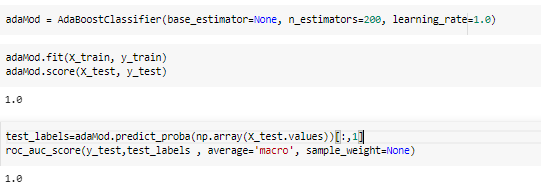 adaMod = AdaBoostClassifier(base_estimator=None, n_estimators=200, learning_rate=1.0)
adaMod.fit(X_train, y_train)
adaMod.score(X_test, y_test)
1.0
test_labels=adaMod.predict_proba(np.array(X_test.values))[:,1]
roc_auc_score(y_test,test_labels , average='macro', sample_weight=None)
1.0